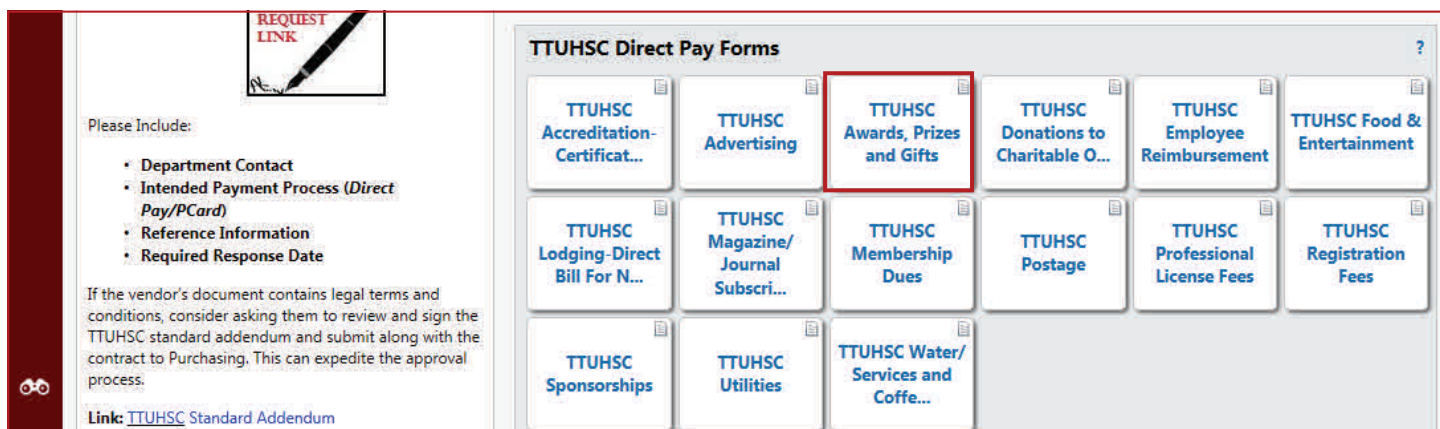 REQUEST
LINK
Please Include:
• Department Contact
• Intended Payment Process (Direct
Pay/PCard)
• Reference Information
• Required Response Date
If the vendor's document contains legal terms and
conditions, consider asking them to review and sign the
TTUHSC standard addendum and submit along with the
contract to Purchasing. This can expedite the approval
process.
Link: TTUHSC Standard Addendum
TTUHSC Direct Pay Forms
?
TTUHSC
Accreditation-
Certificat...
TTUHSC
Advertising
TTUHSC
Awards, Prizes
and Gifts
TTUHSC
Donations to
Charitable O...
TTUHSC
Employee
Reimbursement
TTUHSC Food &
Entertainment
TTUHSC
Lodging-Direct
Bill For N...
TTUHSC
Magazine/
Journal
Subscri...
TTUHSC
Membership
Dues
TTUHSC
Postage
TTUHSC
Professional
License Fees
TTUHSC
Registration
Fees
TTUHSC
Sponsorships
TTUHSC
Utilities
TTUHSC Water/
Services and
Coffe...